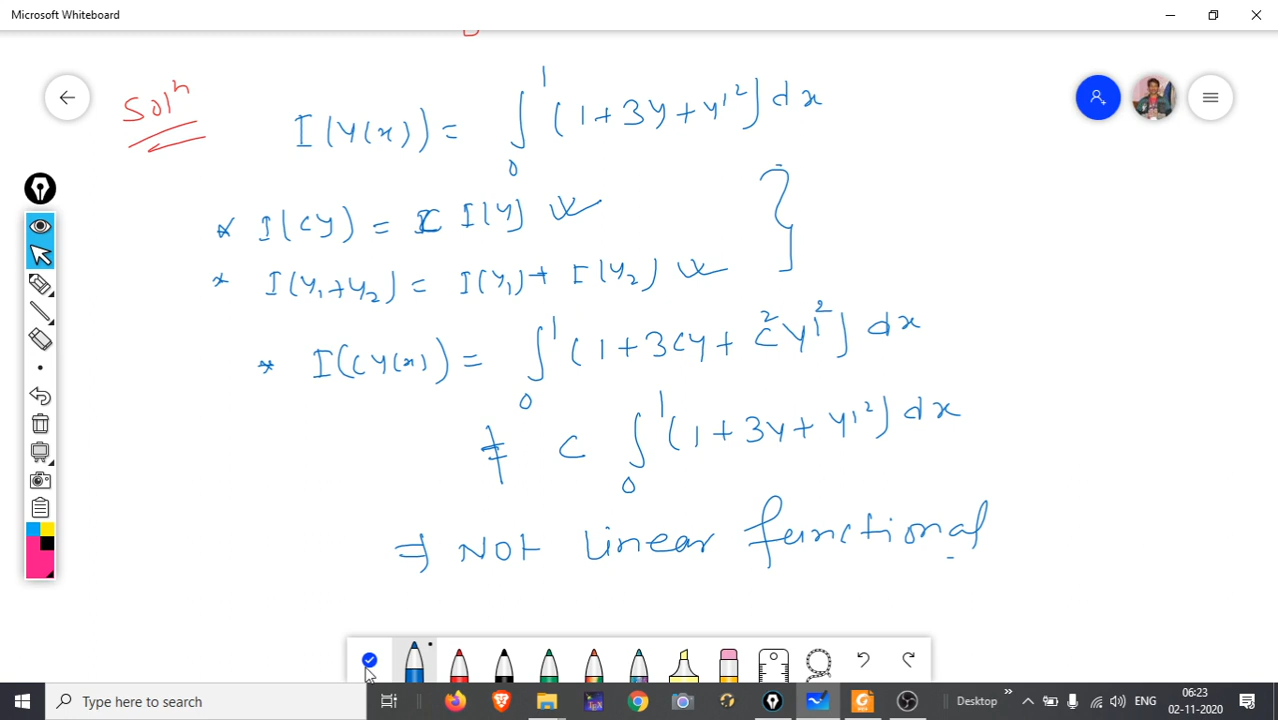 Microsoft Whiteboard
Solⁿ
I(y(x)) = ∫₀¹ (1+3y+y'²) dx
* I(cy) = c I(y)
* I(y₁+y₂) = I(y₁) + I(y₂)
* I(cy(x)) = ∫₀¹ (1+3cy+c²y'²) dx
≠ c ∫₀¹ (1+3y+y'²) dx
⇒ Not Linear functional
Type here to search
Desktop
ENG
06:23
02-11-2020